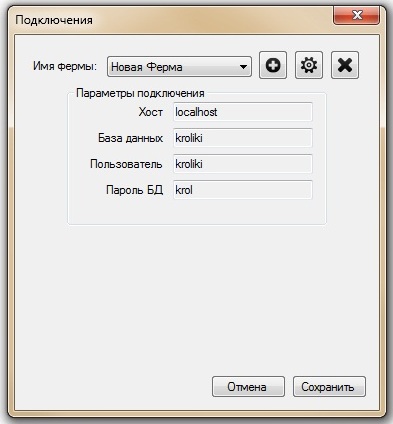 Подключения
Имя фермы: Новая Ферма
Параметры подключения
Хост localhost
База данных kroliki
Пользователь kroliki
Пароль БД krol
Отмена Сохранить